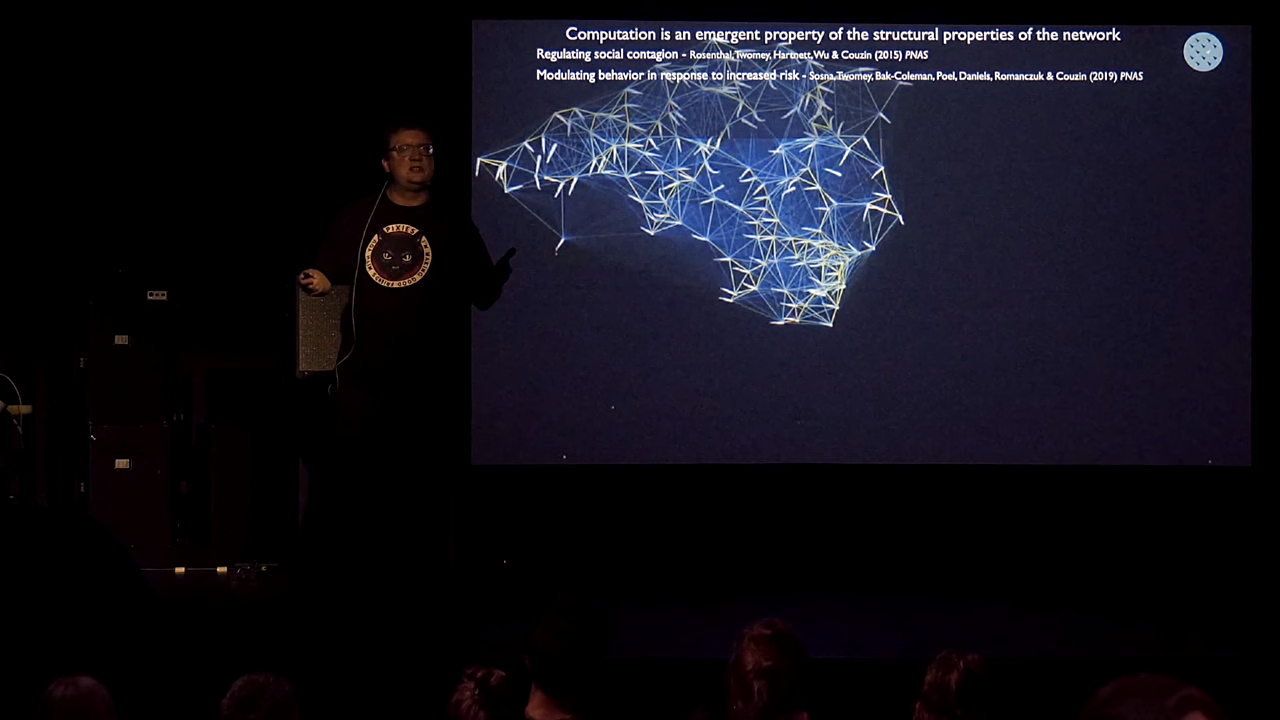 Computation is an emergent property of the structural properties of the network
Regulating social contagion - Rosenthal, Twomey, Hartnett, Wu & Couzin (2015) PNAS
Modulating behavior in response to increased risk - Sosna, Twomey, Bak-Coleman, Poel, Daniels, Romanczuk & Couzin (2019) PNAS
PIXIES